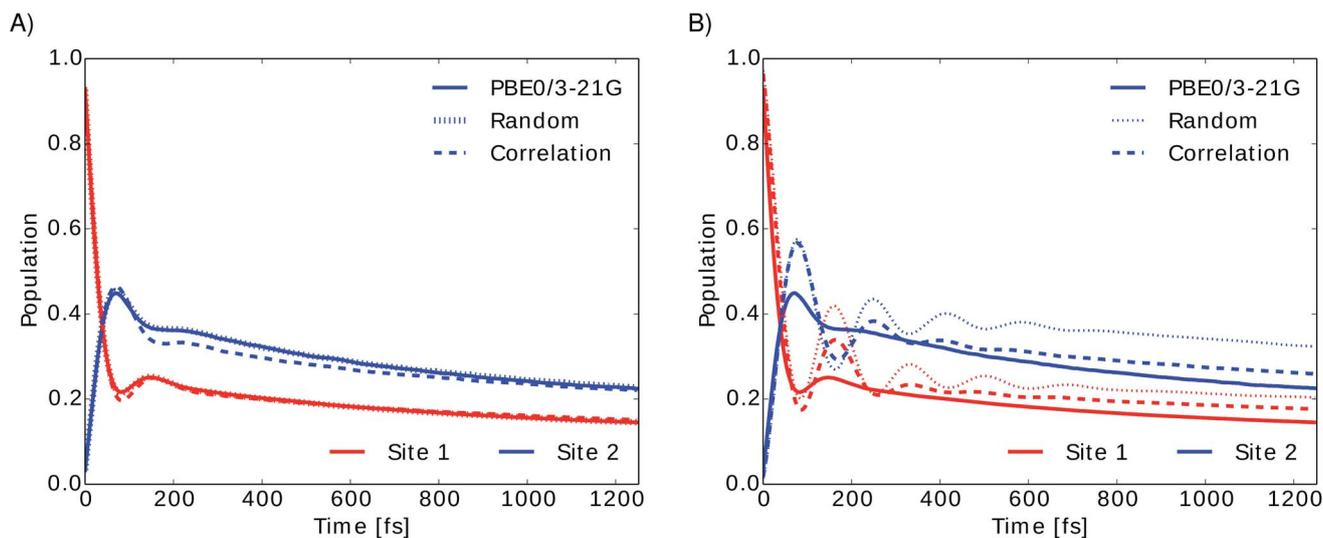 A)
1.0
0.8
0.6
0.4
0.2
0.0
Population
PBE0/3-21G
Random
Correlation
Site 1 Site 2
0 200 400 600 800 1000 1200
Time [fs]
B)
1.0
0.8
0.6
0.4
0.2
0.0
Population
PBE0/3-21G
Random
Correlation
Site 1 Site 2
0 200 400 600 800 1000 1200
Time [fs]